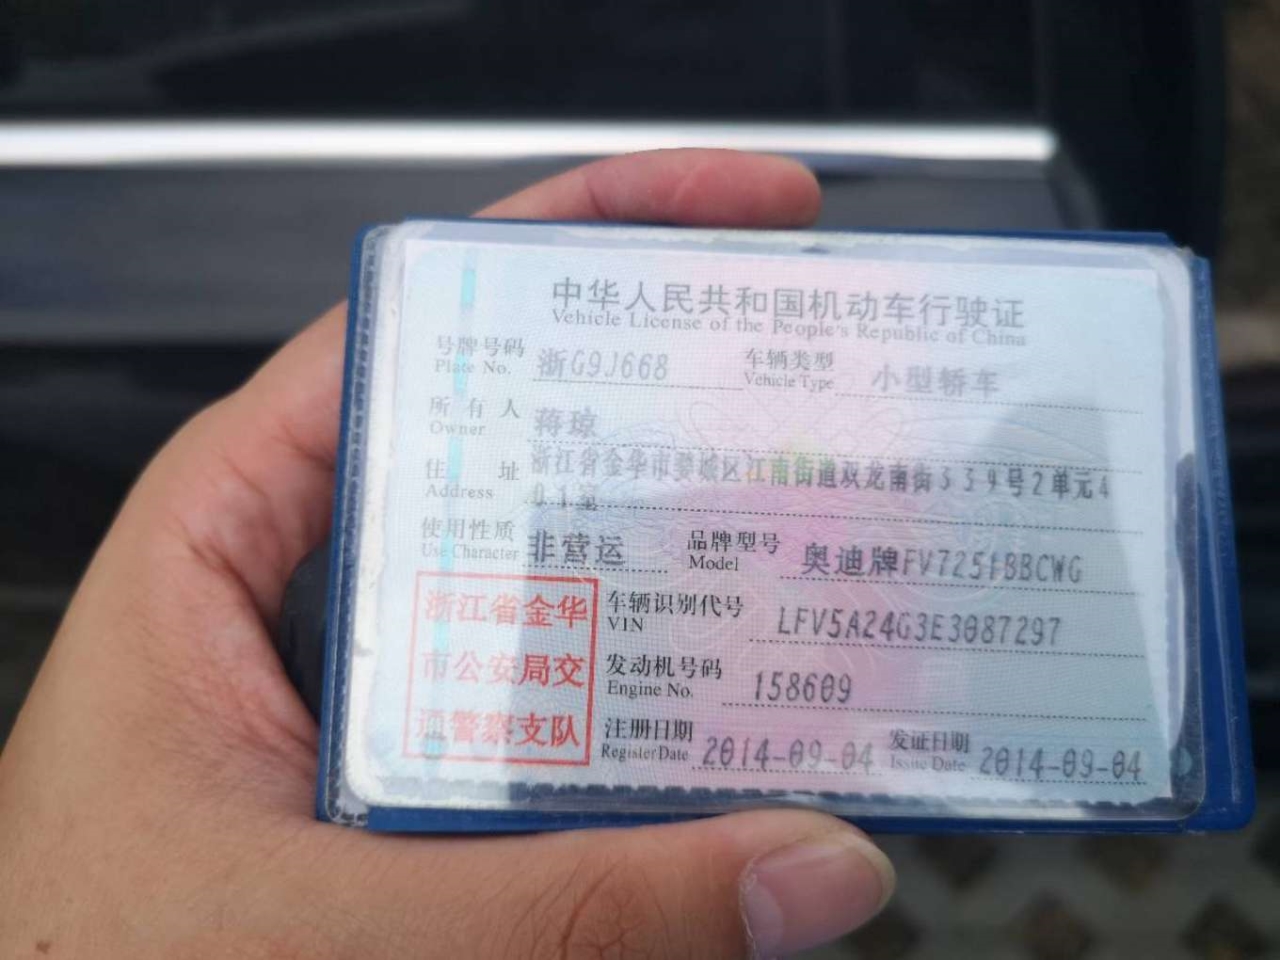 中华人民共和国机动车行驶证
Vehicle License of the People's Republic of China
号牌号码 浙G9J668 车辆类型 小型轿车
Plate No. Vehicle Type
所有人 蒋琼
Owner
住址 浙江省金华市婺城区江南街道双龙南街339号2单元4
Address 01室
使用性质 非营运 品牌型号 奥迪牌FV7251BBCWG
Use Character Model
浙江省金华 车辆识别代号 LFV5A24G3E3087297
VIN
市公安局交 发动机号码 158609
Engine No.
通警察支队 注册日期 2014-09-04 发证日期 2014-09-04
Register Date Issue Date